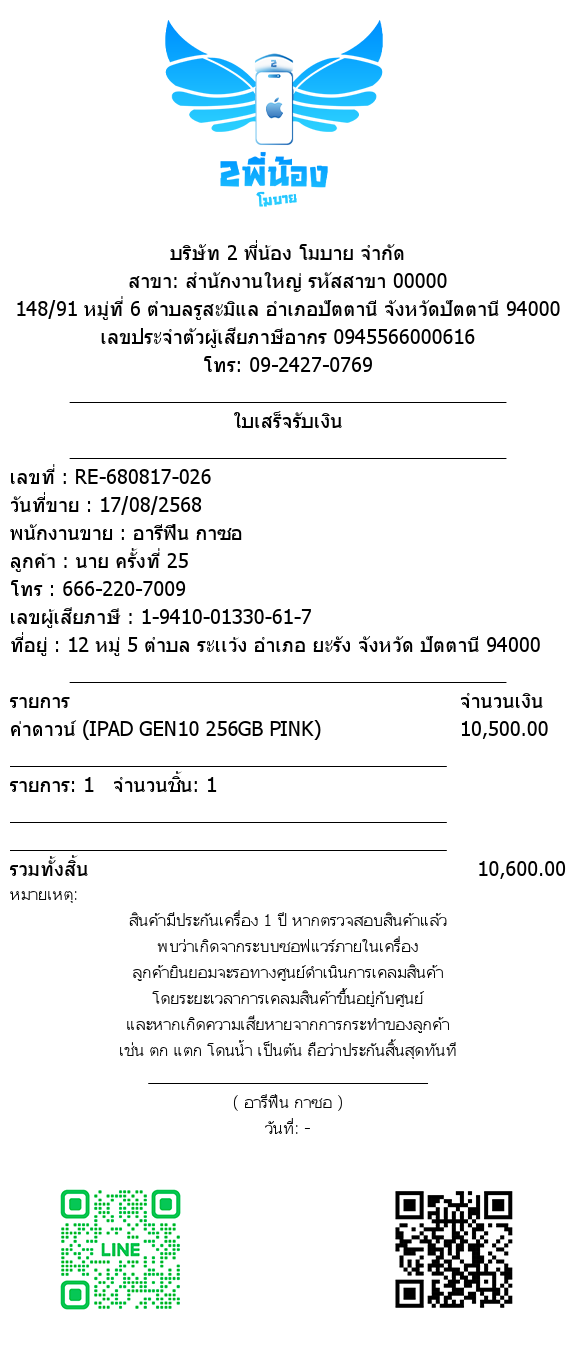 2
2พี่น้อง
โมบาย
บริษัท 2 พี่น้อง โมบาย จำกัด
สาขา: สำนักงานใหญ่ รหัสสาขา 00000
148/91 หมู่ที่ 6 ตำบลรูสะมิแล อำเภอปัตตานี จังหวัดปัตตานี 94000
เลขประจำตัวผู้เสียภาษีอากร 0945566000616
โทร: 09-2427-0769
ใบเสร็จรับเงิน
เลขที่ : RE-680817-026
วันที่ขาย : 17/08/2568
พนักงานขาย : อารีฟีน กาซอ
ลูกค้า : นาย ครั้งที่ 25
โทร : 666-220-7009
เลขผู้เสียภาษี : 1-9410-01330-61-7
ที่อยู่ : 12 หมู่ 5 ตำบล ระแว้ง อำเภอ ยะรัง จังหวัด ปัตตานี 94000
รายการ จำนวนเงิน
ค่าดาวน์ (IPAD GEN10 256GB PINK) 10,500.00
รายการ: 1 จำนวนชิ้น: 1
รวมทั้งสิ้น 10,600.00
หมายเหตุ:
สินค้ามีประกันเครื่อง 1 ปี หากตรวจสอบสินค้าแล้ว
พบว่าเกิดจากระบบซอฟแวร์ภายในเครื่อง
ลูกค้ายินยอมจะรอทางศูนย์ดำเนินการเคลมสินค้า
โดยระยะเวลาการเคลมสินค้าขึ้นอยู่กับศูนย์
และหากเกิดความเสียหายจากการกระทำของลูกค้า
เช่น ตก แตก โดนน้ำ เป็นต้น ถือว่าประกันสิ้นสุดทันที
( อารีฟีน กาซอ )
วันที่: -
LINE